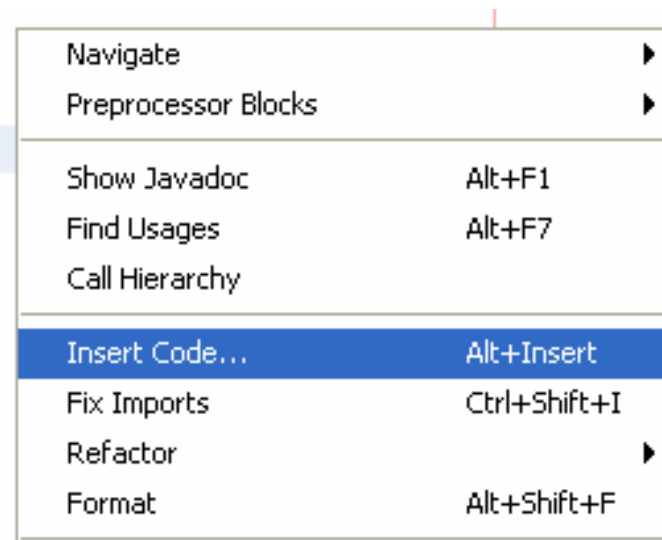 Navigate
Preprocessor Blocks
Show Javadoc Alt+F1
Find Usages Alt+F7
Call Hierarchy
Insert Code... Alt+Insert
Fix Imports Ctrl+Shift+I
Refactor
Format Alt+Shift+F